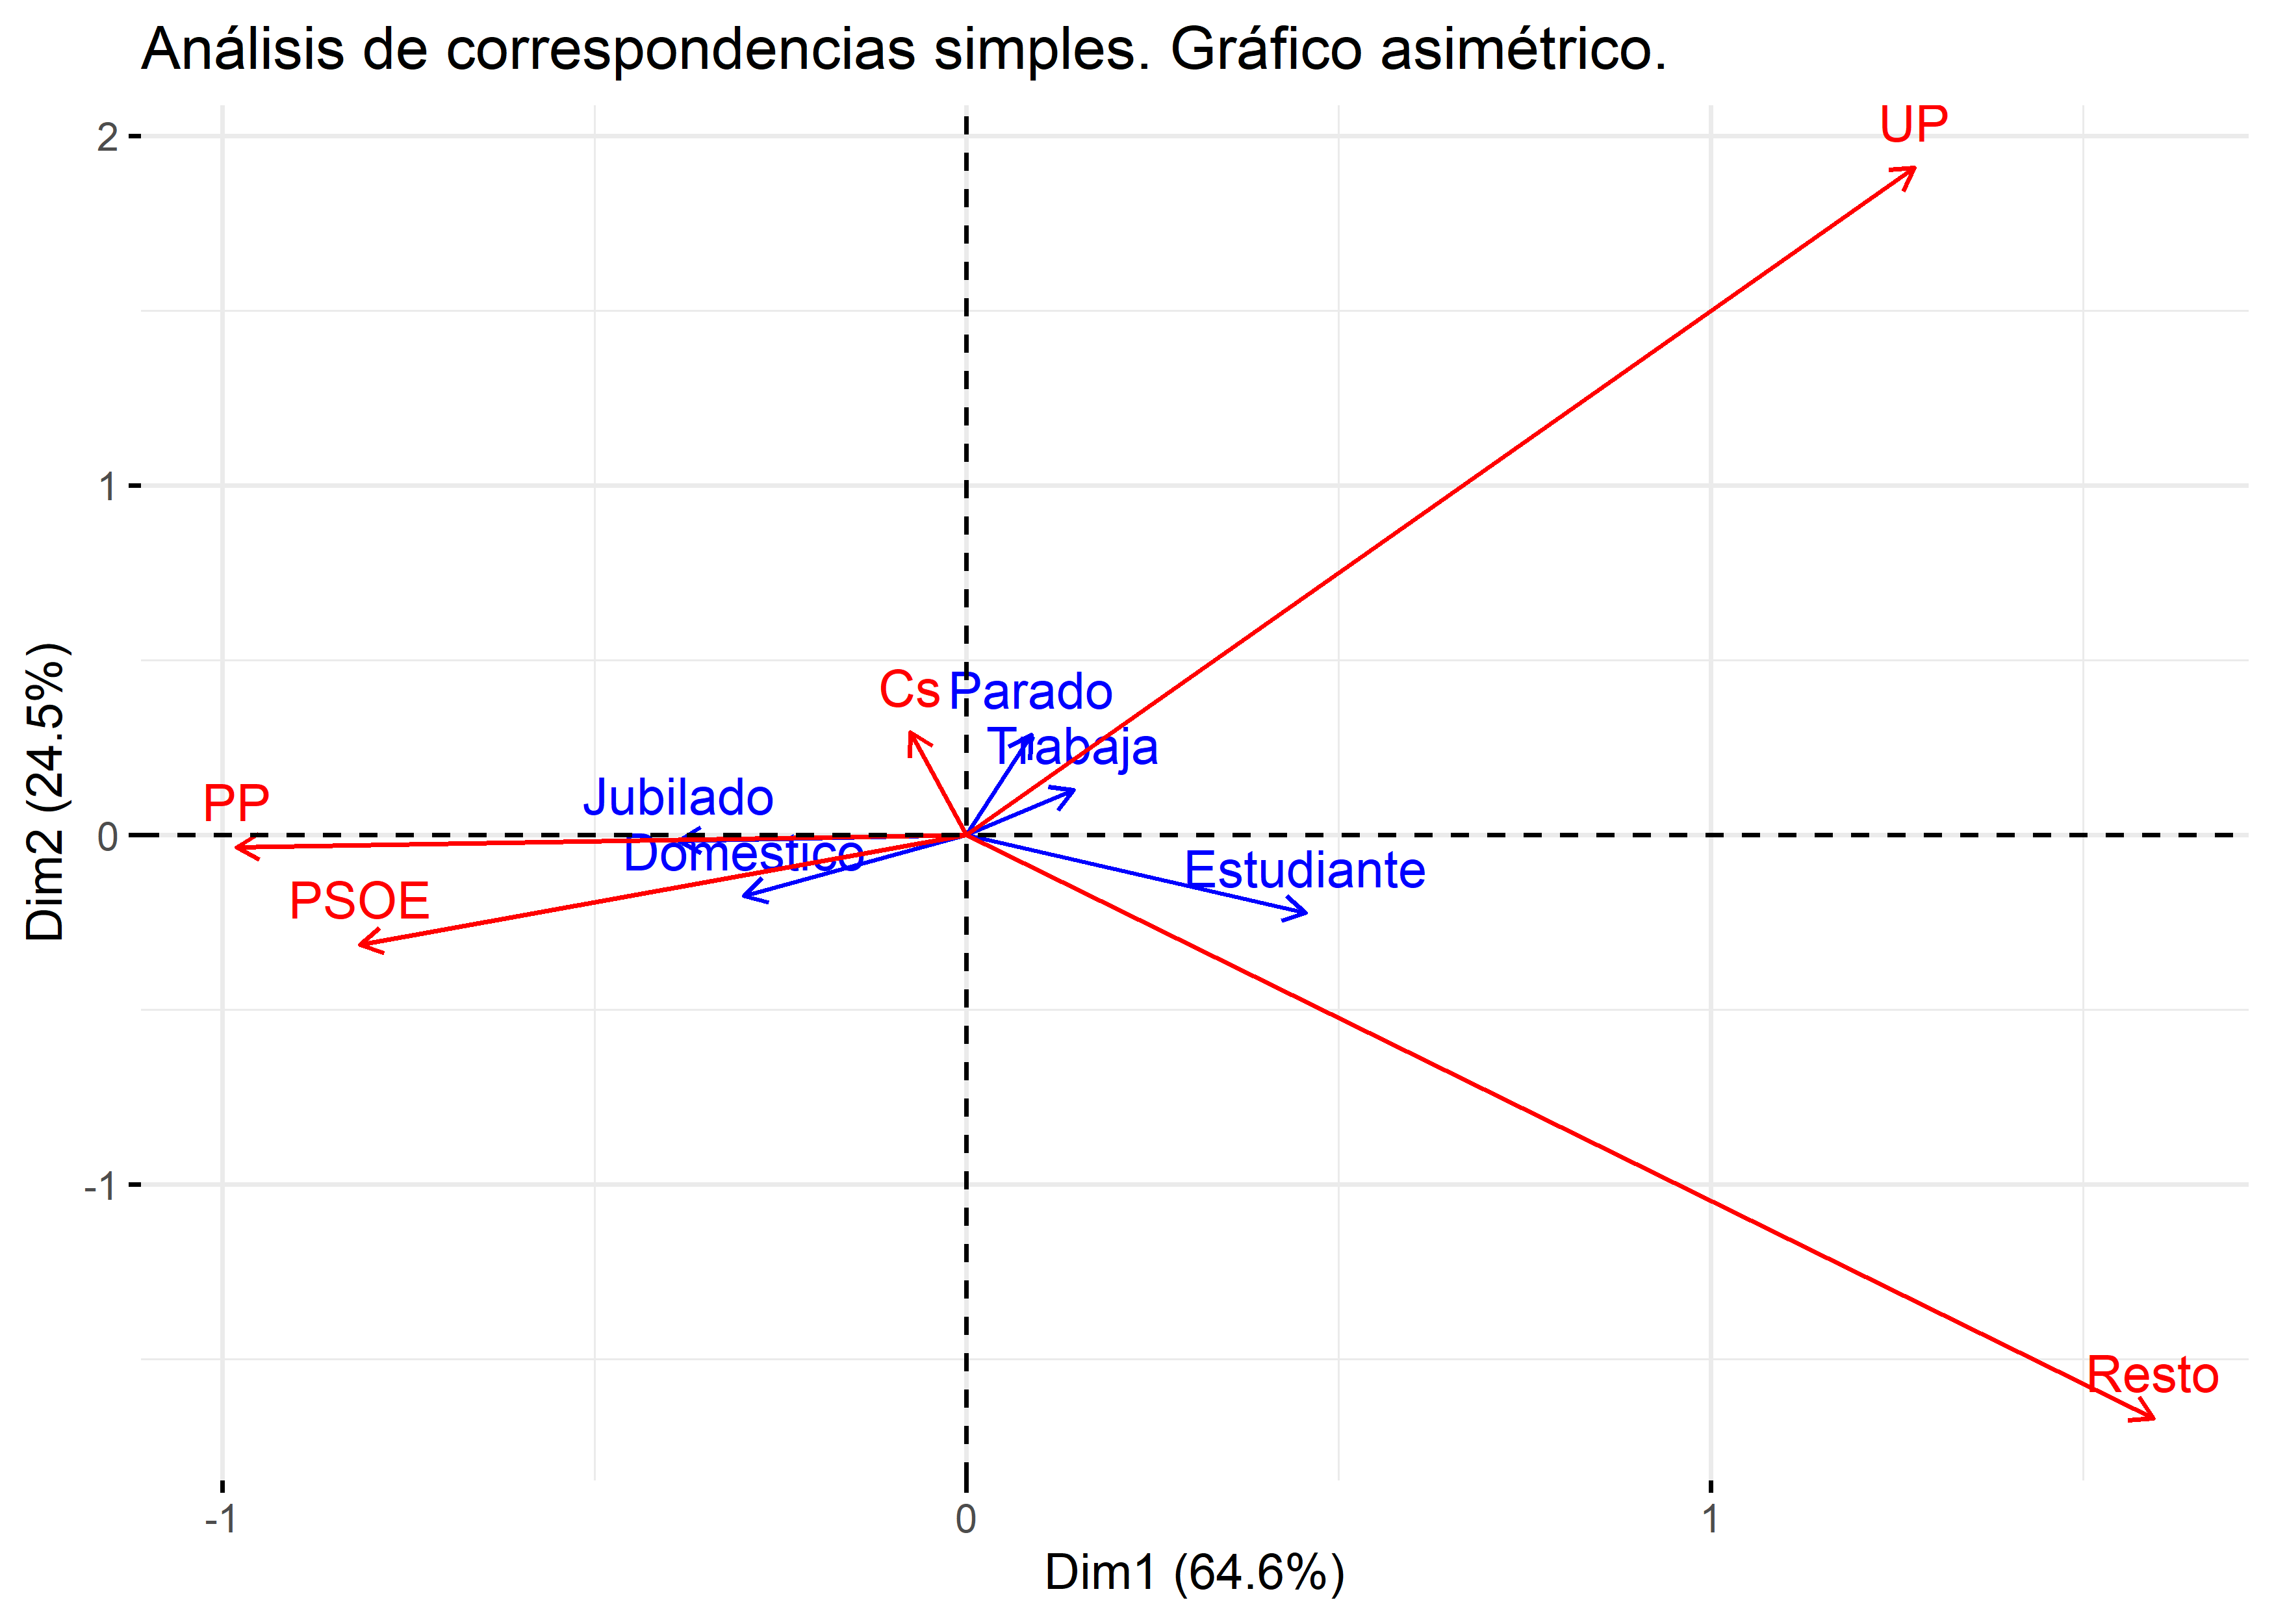 Análisis de correspondencias simples. Gráfico asimétrico.
UP
2
1
Cs
Parado
Trabaja
PP
Jubilado
0
Doméstico
Estudiante
PSOE
Dim2 (24.5%)
-1
Resto
-1
0
1
Dim1 (64.6%)